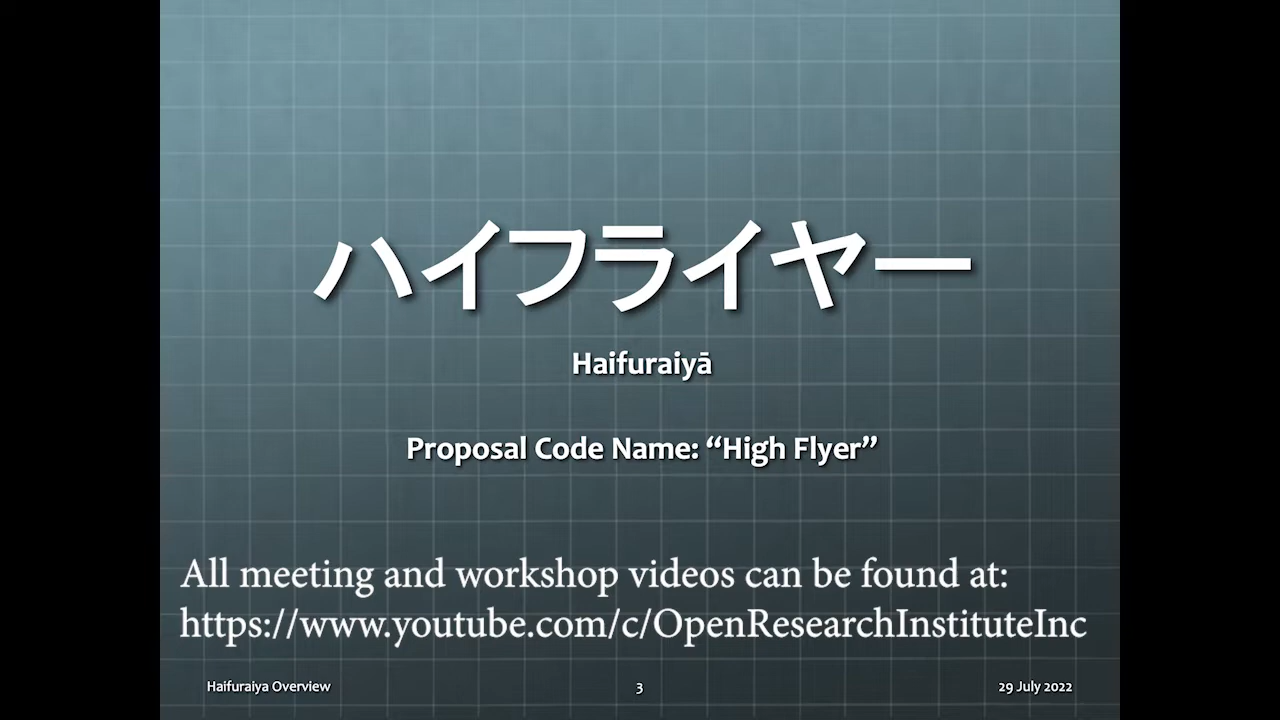 ハイフライヤー
Haifuraiyā
Proposal Code Name: “High Flyer”
All meeting and workshop videos can be found at:
https://www.youtube.com/c/OpenResearchInstituteInc
Haifuraiya Overview
3
29 July 2022